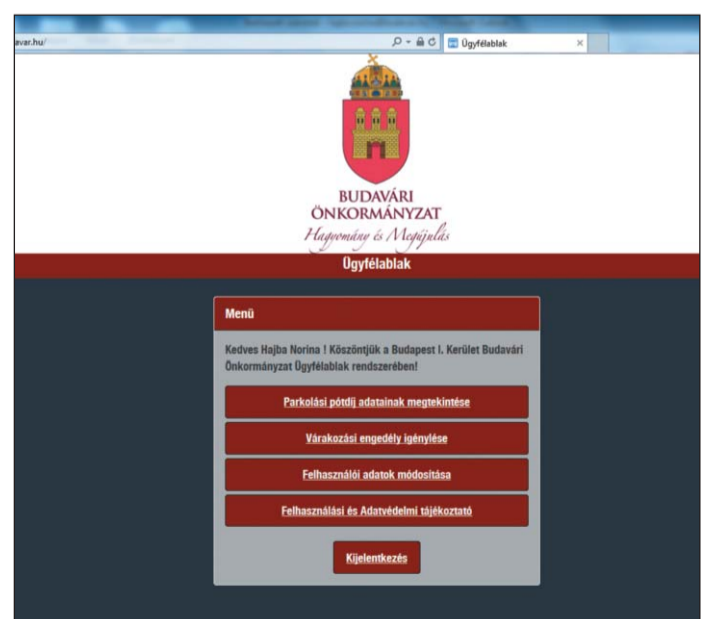 avar.hu/
Ügyfélablak
BUDAVÁRI
ÖNKORMÁNYZAT
Hagyomány és Megújulás
Ügyfélablak
Menü
Kedves Hajba Norina ! Köszöntjük a Budapest I. Kerület Budavári
Önkormányzat Ügyfélablak rendszerében!
Parkolási pótdíj adatainak megtekintése
Várakozási engedély igénylése
Felhasználói adatok módosítása
Felhasználási és Adatvédelmi tájékoztató
Kijelentkezés